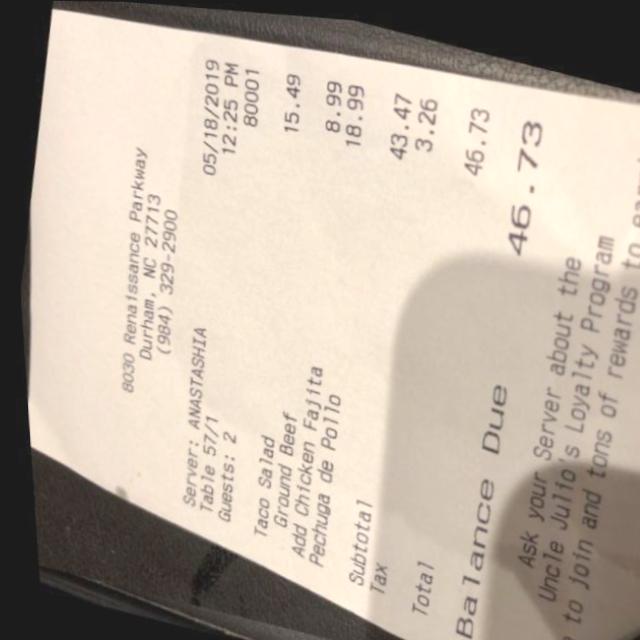 8030 Renaissance Parkway
Durham, NC 27713
(984) 329-2900
Server: ANASTASHIA 05/18/2019
Table 57/1 12:25 PM
Guests: 2 80001
Taco Salad 15.49
Ground Beef
Add Chicken Fajita 8.99
Pechuga de Pollo 18.99
Subtotal 43.47
Tax 3.26
Total 46.73
Balance Due 46.73
Ask your Server about the
Uncle Julio's Loyalty Program
to join and tons of rewards to